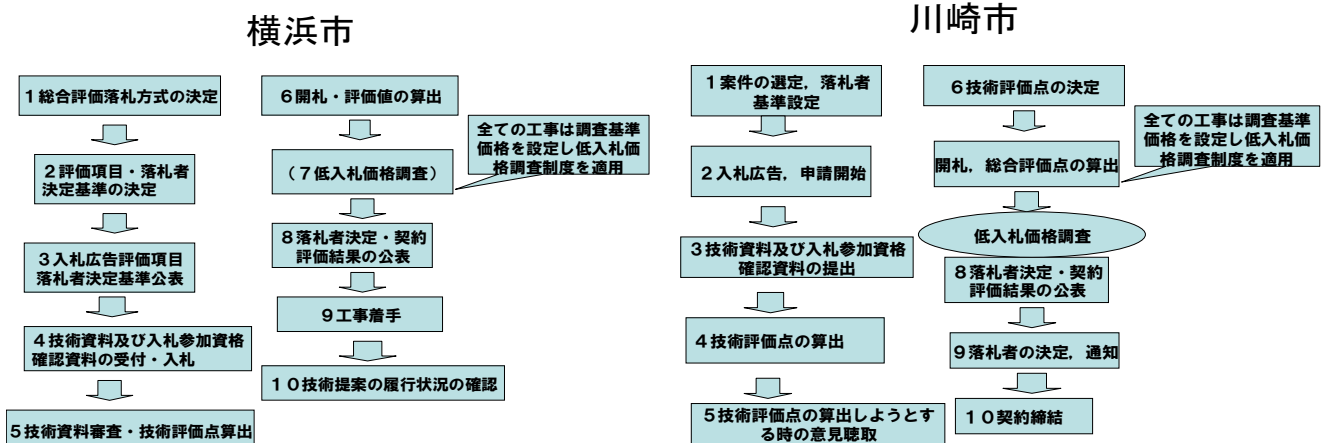 横浜市
1総合評価落札方式の決定
2評価項目・落札者
決定基準の決定
3入札広告評価項目
落札者決定基準公表
4技術資料及び入札参加資格
確認資料の受付・入札
5技術資料審査・技術評価点算出
6開札・評価値の算出
全ての工事は調査基準
価格を設定し低入札価
格調査制度を適用
(7低入札価格調査)
8落札者決定・契約
評価結果の公表
9工事着手
10技術提案の履行状況の確認
川崎市
1案件の選定,落札者
基準設定
2入札広告,申請開始
3技術資料及び入札参加資格
確認資料の提出
4技術評価点の算出
5技術評価点の算出しようとす
る時の意見聴取
6技術評価点の決定
全ての工事は調査基準
価格を設定し低入札価
格調査制度を適用
開札,総合評価点の算出
低入札価格調査
8落札者決定・契約
評価結果の公表
9落札者の決定,通知
10契約締結